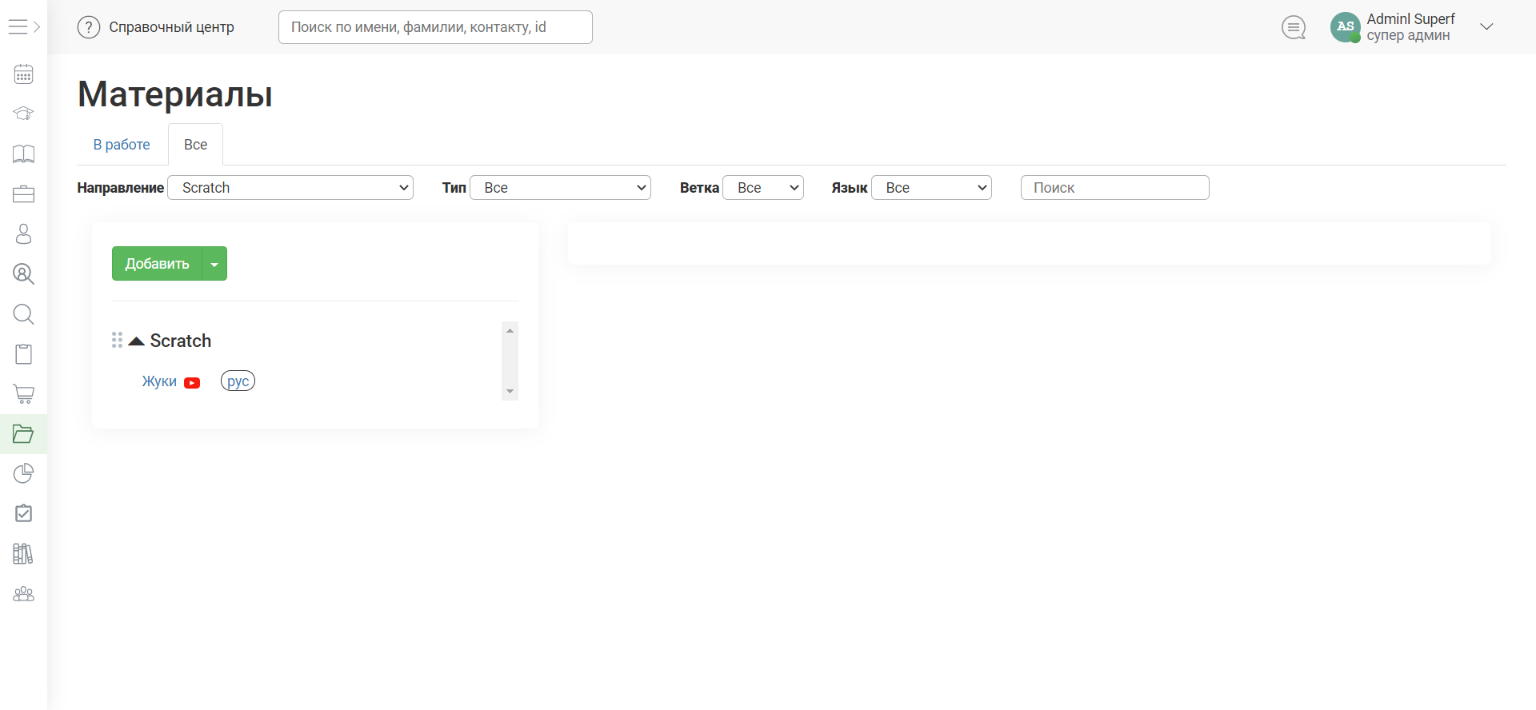 ? Справочный центр
Поиск по имени, фамилии, контакту, id
AS
Adminl Superf
супер админ
Материалы
В работе
Все
Направление Scratch
Тип Все
Ветка Все
Язык Все
Поиск
Добавить
Scratch
Жуки
рус